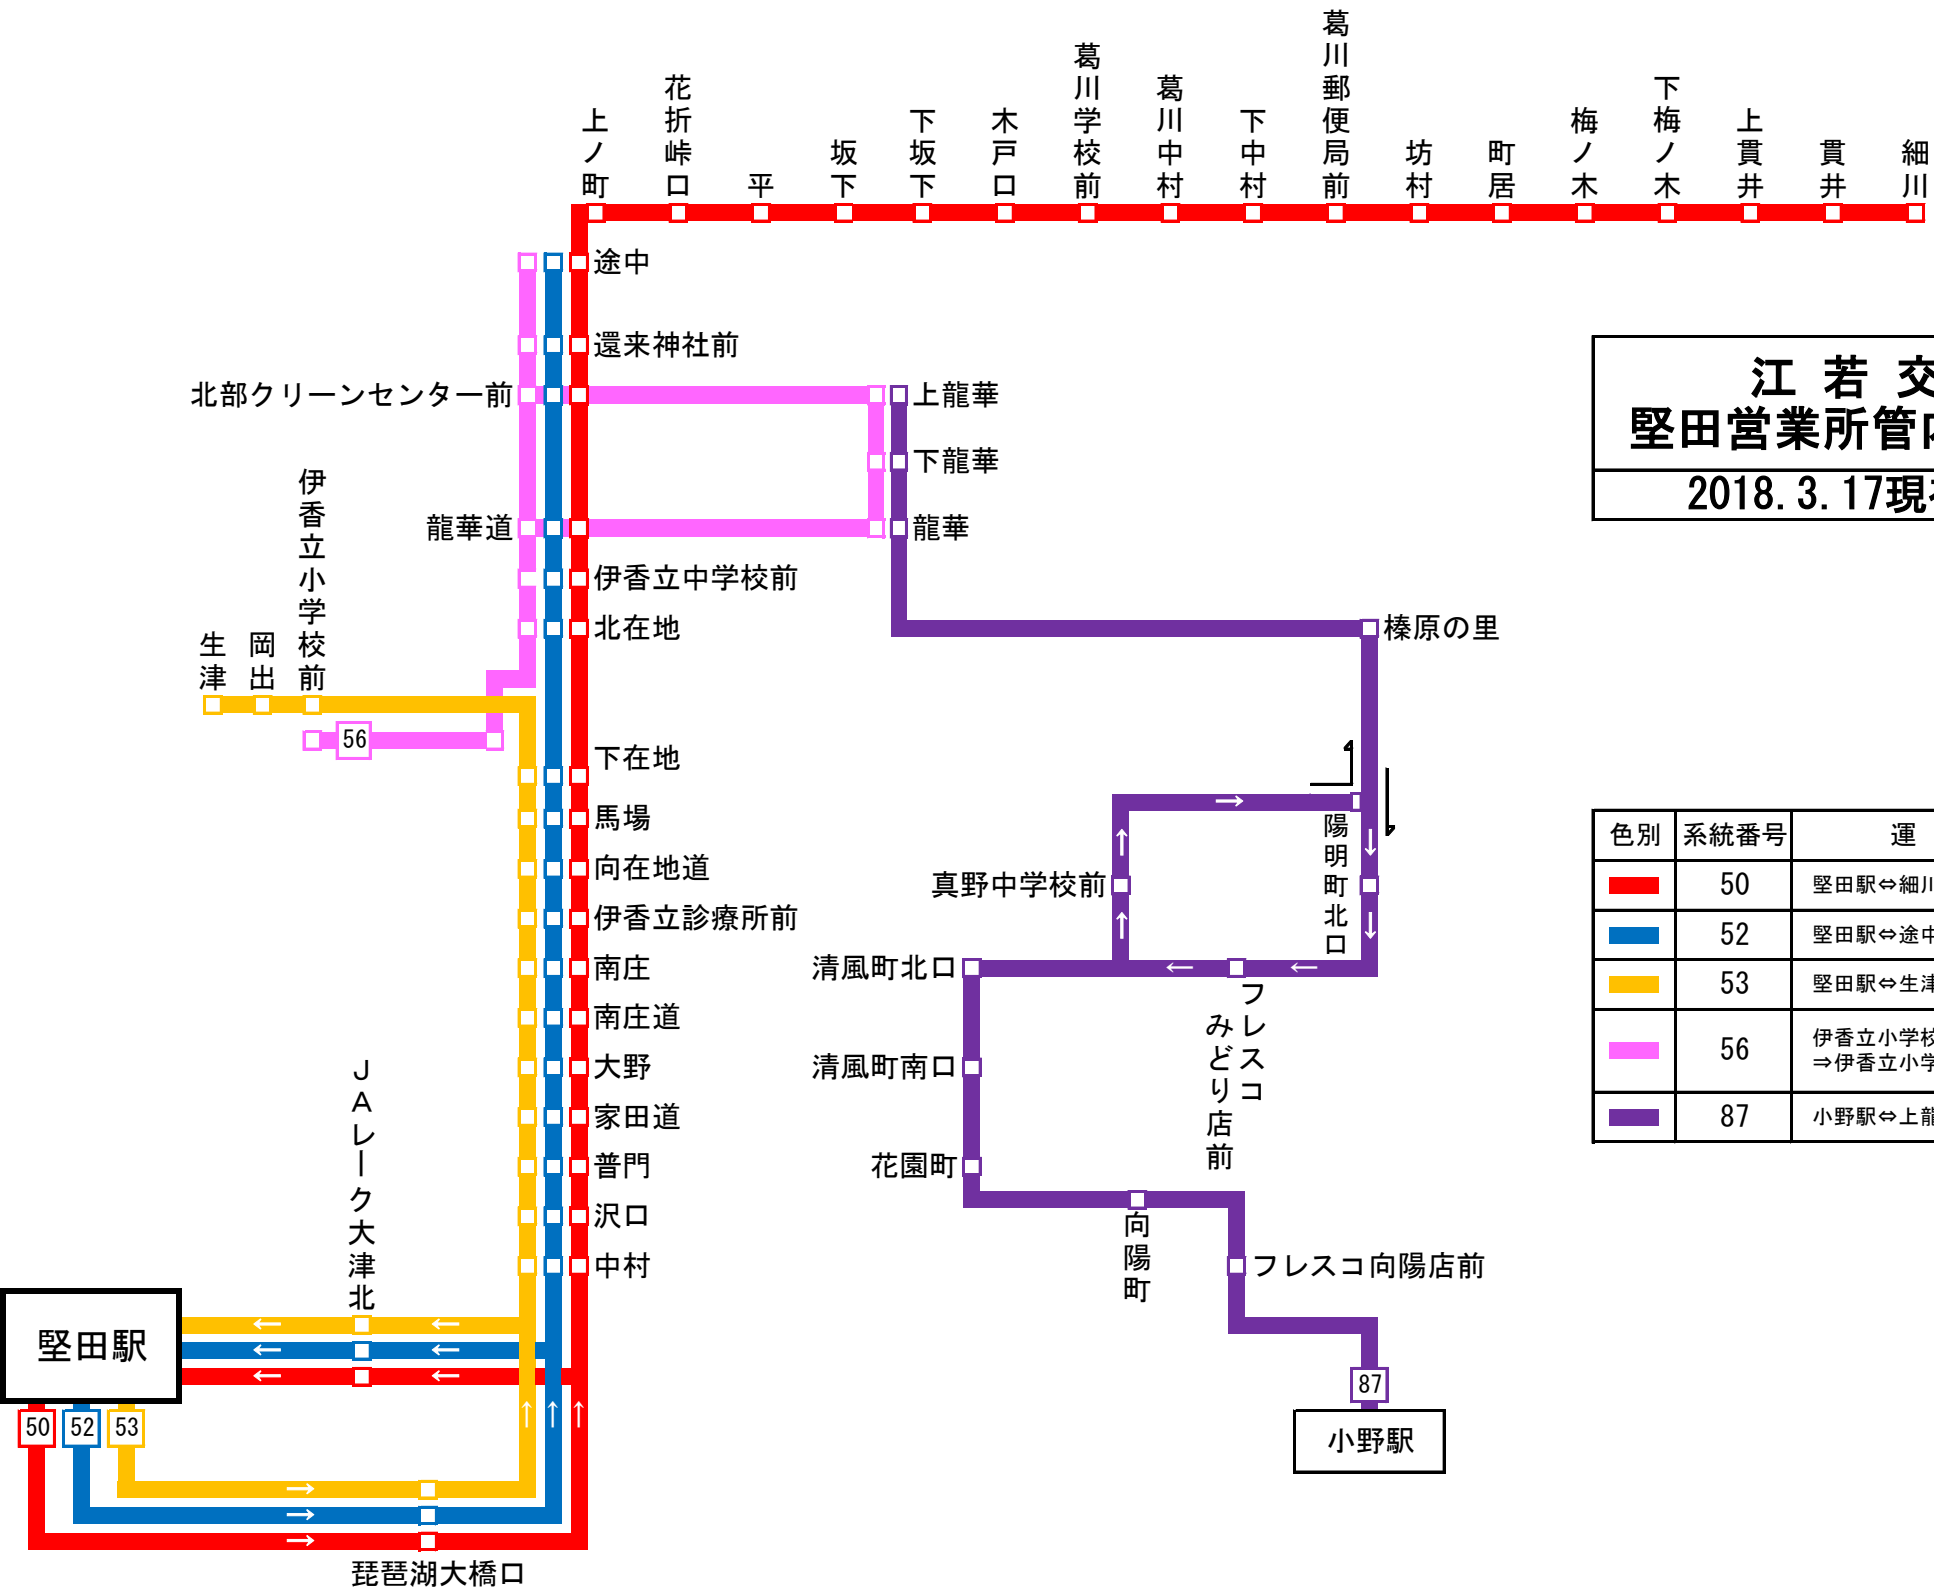 上ノ町
花折峠口
平
坂下
下坂下
木戸口
葛川学校前
葛川中村
下中村
葛川郵便局前
坊村
町居
梅ノ木
下梅ノ木
上貫井
貫井
細川
途中
還来神社前
北部クリーンセンター前
上龍華
下龍華
龍華道
龍華
伊香立中学校前
北在地
榛原の里
生津
岡出
伊香立小学校前
56
下在地
馬場
向在地道
伊香立診療所前
南庄
南庄道
大野
家田道
普門
沢口
中村
陽明町北口
真野中学校前
清風町北口
フレスコ
みどり店前
清風町南口
花園町
向陽町
フレスコ向陽店前
87
小野駅
JAレーク大津北
堅田駅
50 52 53
琵琶湖大橋口
江 若 交
堅田営業所管
2018.3.17現
色別 系統番号 運
50 堅田駅⇔細川
52 堅田駅⇔途中
53 堅田駅⇔生津
56 伊香立小学校
⇒伊香立小学
87 小野駅⇔上龍